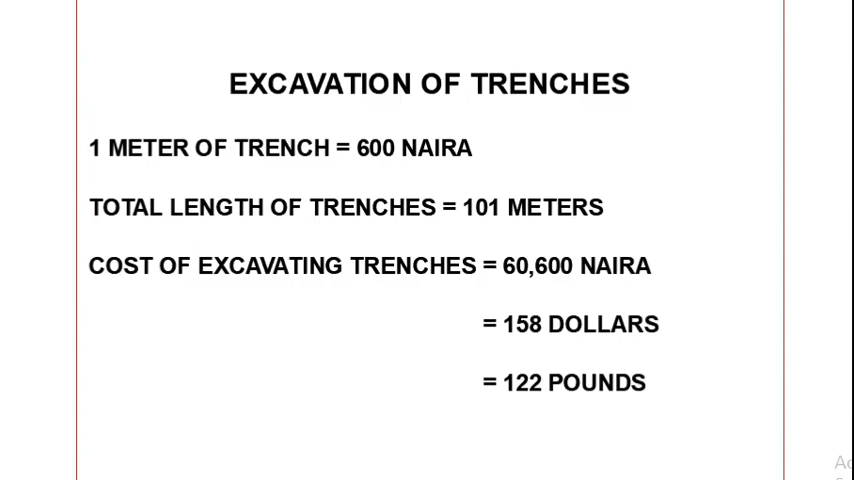 EXCAVATION OF TRENCHES
1 METER OF TRENCH = 600 NAIRA
TOTAL LENGTH OF TRENCHES = 101 METERS
COST OF EXCAVATING TRENCHES = 60,600 NAIRA
= 158 DOLLARS
= 122 POUNDS